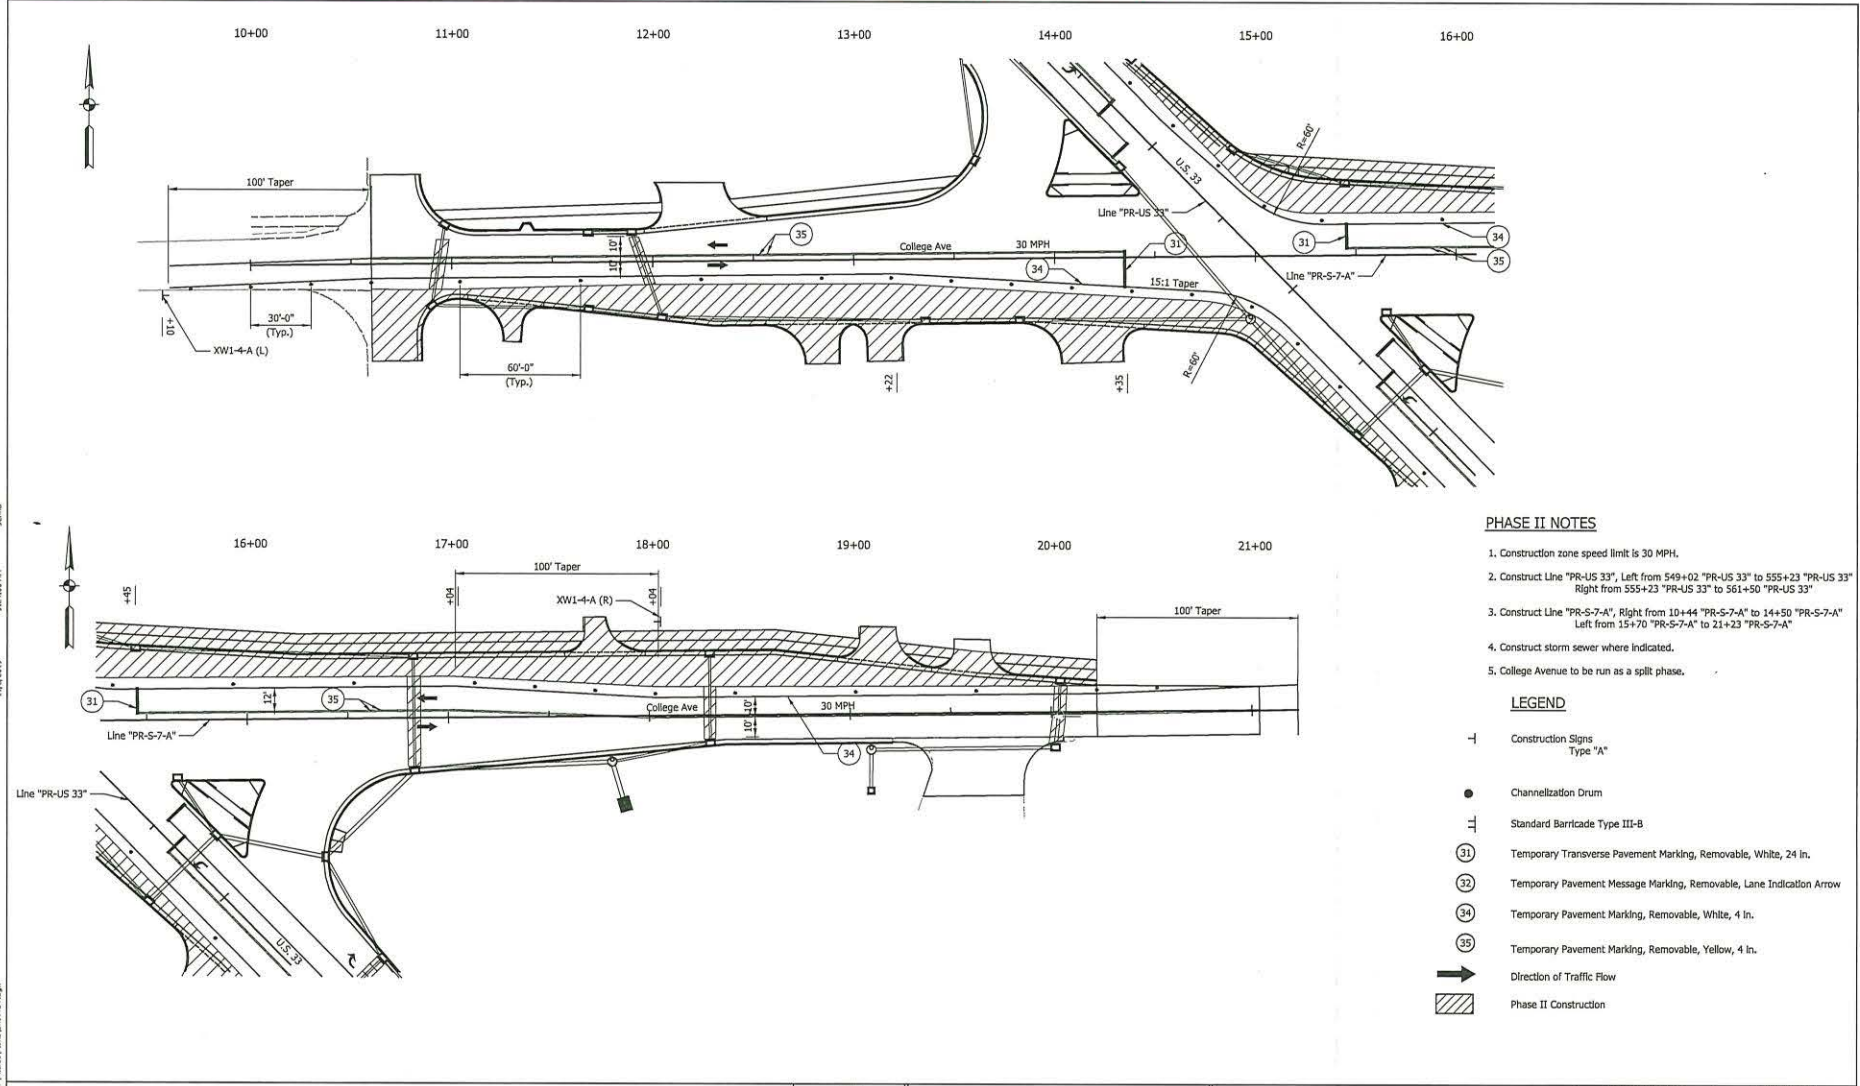 10+00 11+00 12+00 13+00 14+00 15+00 16+00
100' Taper
R=60'
U.S. 33
Line "PR-US 33"
35
10'
10'
College Ave
30 MPH
31
31
34
35
34
Line "PR-S-7-A"
15:1 Taper
+10
30'-0"
(Typ.)
XW1-4-A (L)
60'-0"
(Typ.)
+22
+35
R=60'
16+00 17+00 18+00 19+00 20+00 21+00
100' Taper
+45
+04
+04
XW1-4-A (R)
100' Taper
31
12'
35
College Ave
10'
10'
30 MPH
Line "PR-S-7-A"
34
Line "PR-US 33"
U.S. 33
PHASE II NOTES
1. Construction zone speed limit is 30 MPH.
2. Construct Line "PR-US 33", Left from 549+02 "PR-US 33" to 555+23 "PR-US 33"
Right from 555+23 "PR-US 33" to 561+50 "PR-US 33"
3. Construct Line "PR-S-7-A", Right from 10+44 "PR-S-7-A" to 14+50 "PR-S-7-A"
Left from 15+70 "PR-S-7-A" to 21+23 "PR-S-7-A"
4. Construct storm sewer where indicated.
5. College Avenue to be run as a split phase.
LEGEND
Construction Signs
Type "A"
Channelization Drum
Standard Barricade Type III-B
31 Temporary Transverse Pavement Marking, Removable, White, 24 in.
32 Temporary Pavement Message Marking, Removable, Lane Indication Arrow
34 Temporary Pavement Marking, Removable, White, 4 in.
35 Temporary Pavement Marking, Removable, Yellow, 4 in.
Direction of Traffic Flow
Phase II Construction